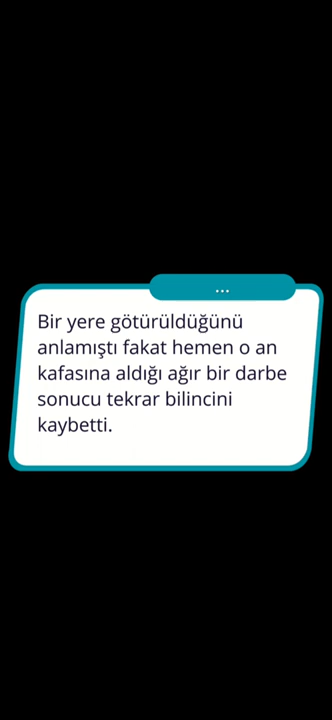 ...
Bir yere götürüldüğünü
anlamıştı fakat hemen o an
kafasına aldığı ağır bir darbe
sonucu tekrar bilincini
kaybetti.